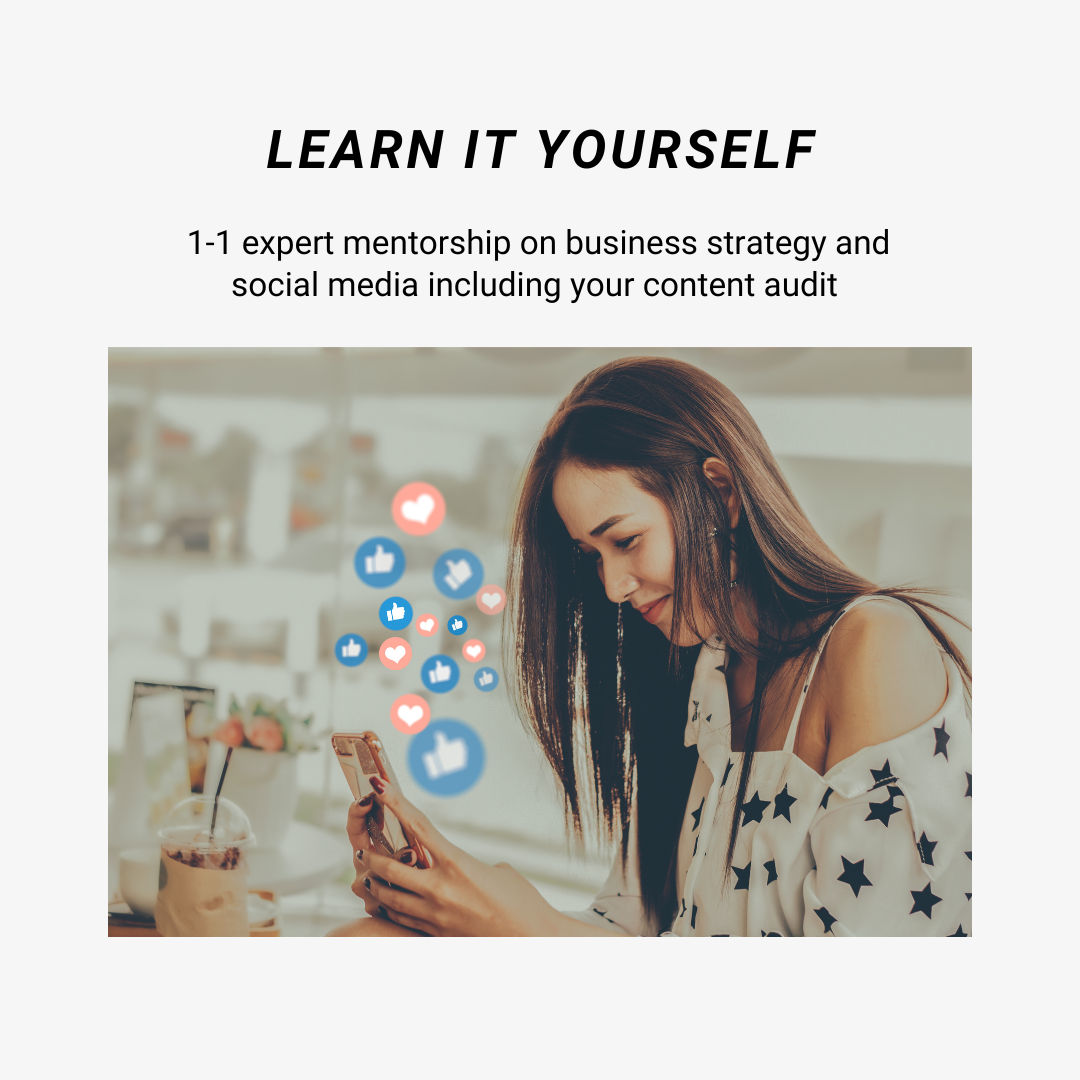 LEARN IT YOURSELF
1-1 expert mentorship on business strategy and
social media including your content audit